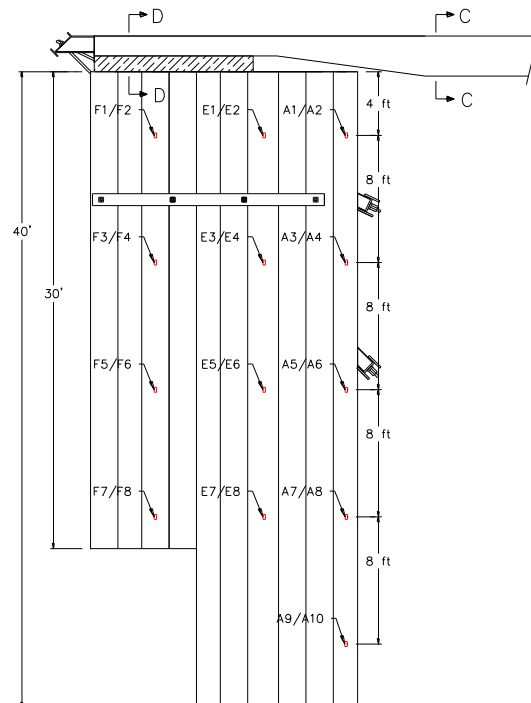 D C
D C
F1/F2 E1/E2 A1/A2 4 ft
8 ft
F3/F4 E3/E4 A3/A4
40' 30' 8 ft
F5/F6 E5/E6 A5/A6
8 ft
F7/F8 E7/E8 A7/A8
8 ft
A9/A10